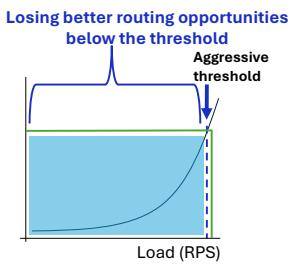 Losing better routing opportunities
below the threshold
Aggressive
threshold
Load (RPS)